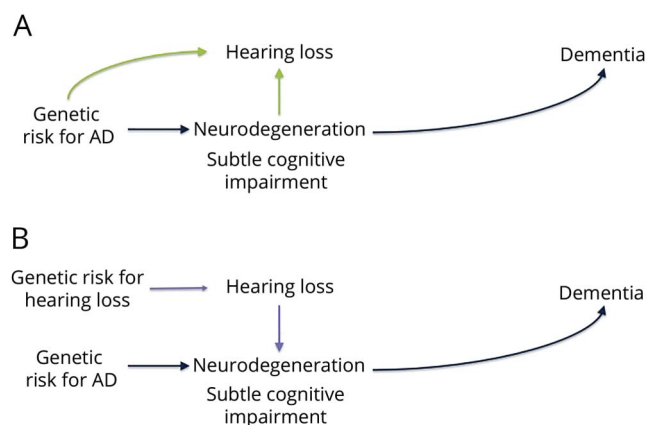 A
Hearing loss
Dementia
Genetic
risk for AD
Neurodegeneration
Subtle cognitive
impairment
B
Genetic risk for
hearing loss
Hearing loss
Dementia
Genetic
risk for AD
Neurodegeneration
Subtle cognitive
impairment